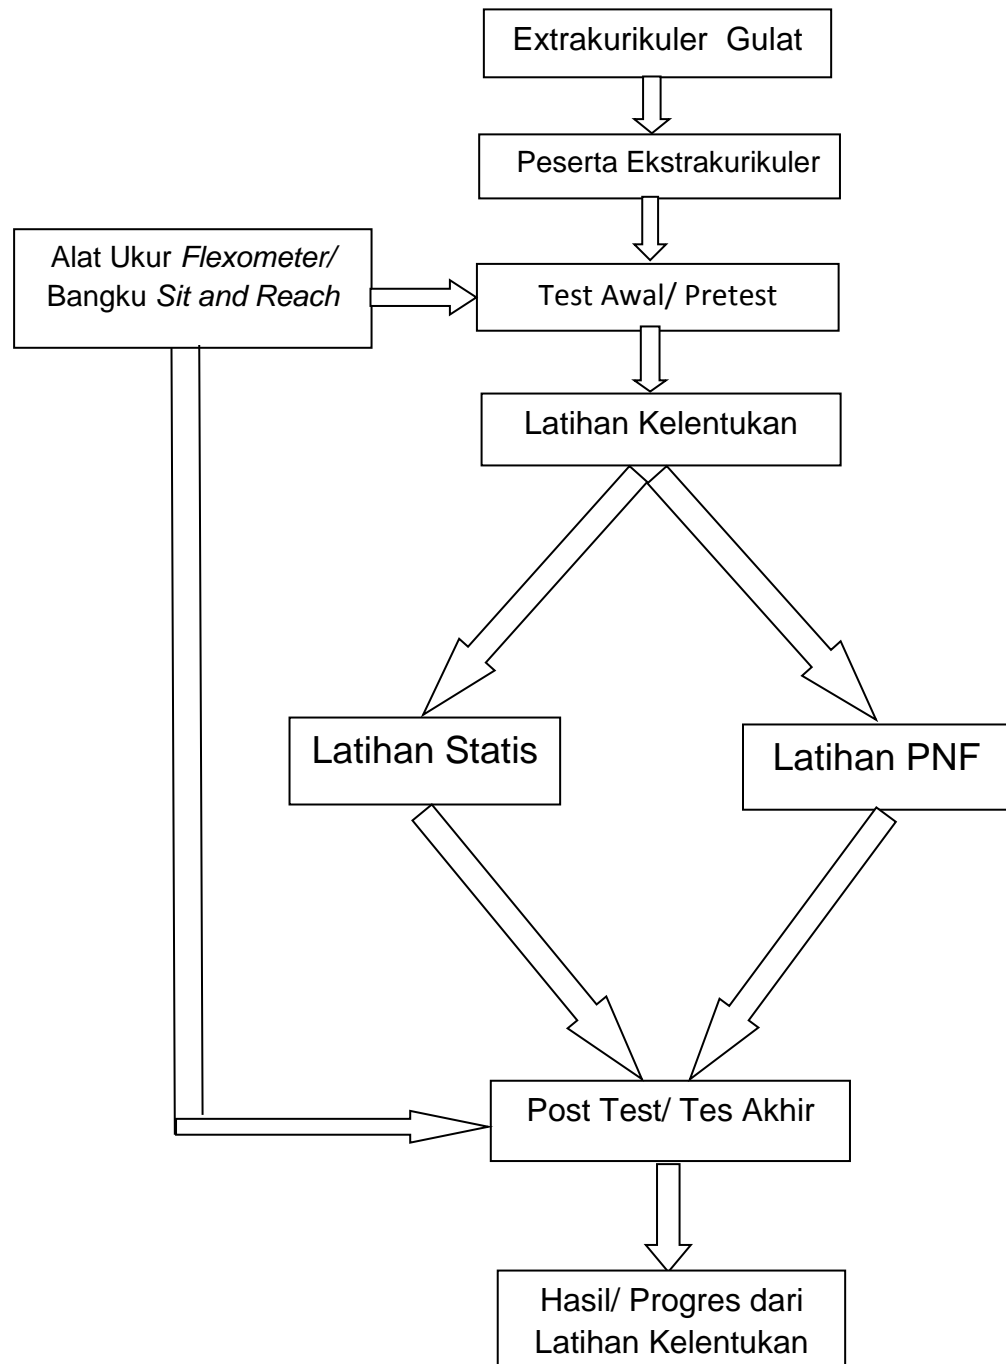 Extrakurikuler Gulat
Peserta Ekstrakurikuler
Alat Ukur Flexometer/
Bangku Sit and Reach
Test Awal/ Pretest
Latihan Kelentukan
Latihan Statis
Latihan PNF
Post Test/ Tes Akhir
Hasil/ Progres dari
Latihan Kelentukan